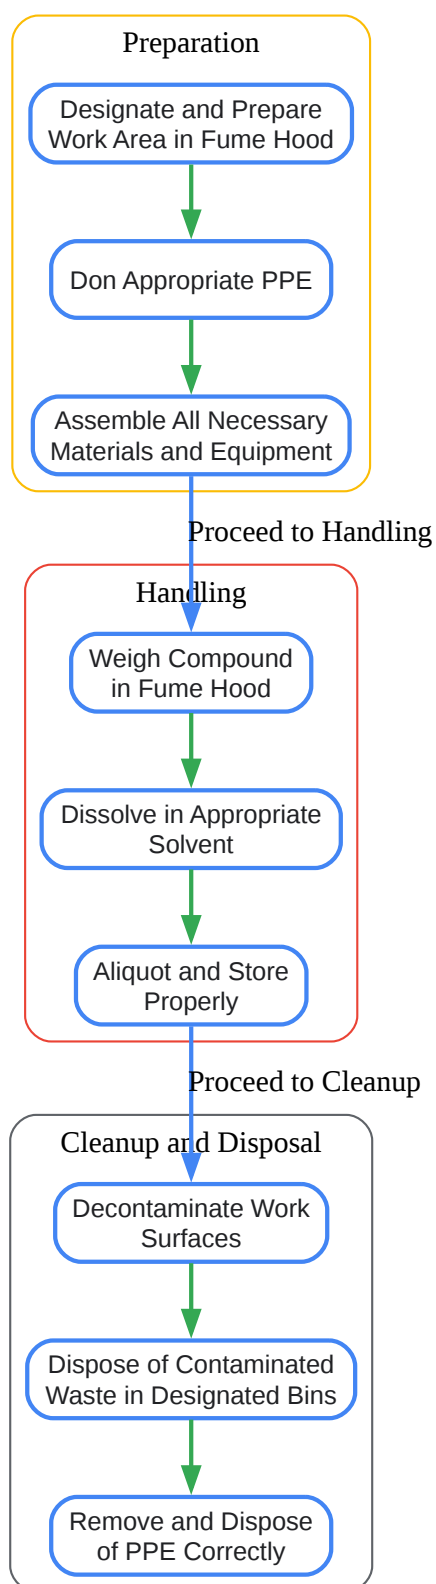 Preparation
Designate and Prepare
Work Area in Fume Hood
Don Appropriate PPE
Assemble All Necessary
Materials and Equipment
Proceed to Handling
Handling
Weigh Compound
in Fume Hood
Dissolve in Appropriate
Solvent
Aliquot and Store
Properly
Proceed to Cleanup
Cleanup and Disposal
Decontaminate Work
Surfaces
Dispose of Contaminated
Waste in Designated Bins
Remove and Dispose
of PPE Correctly